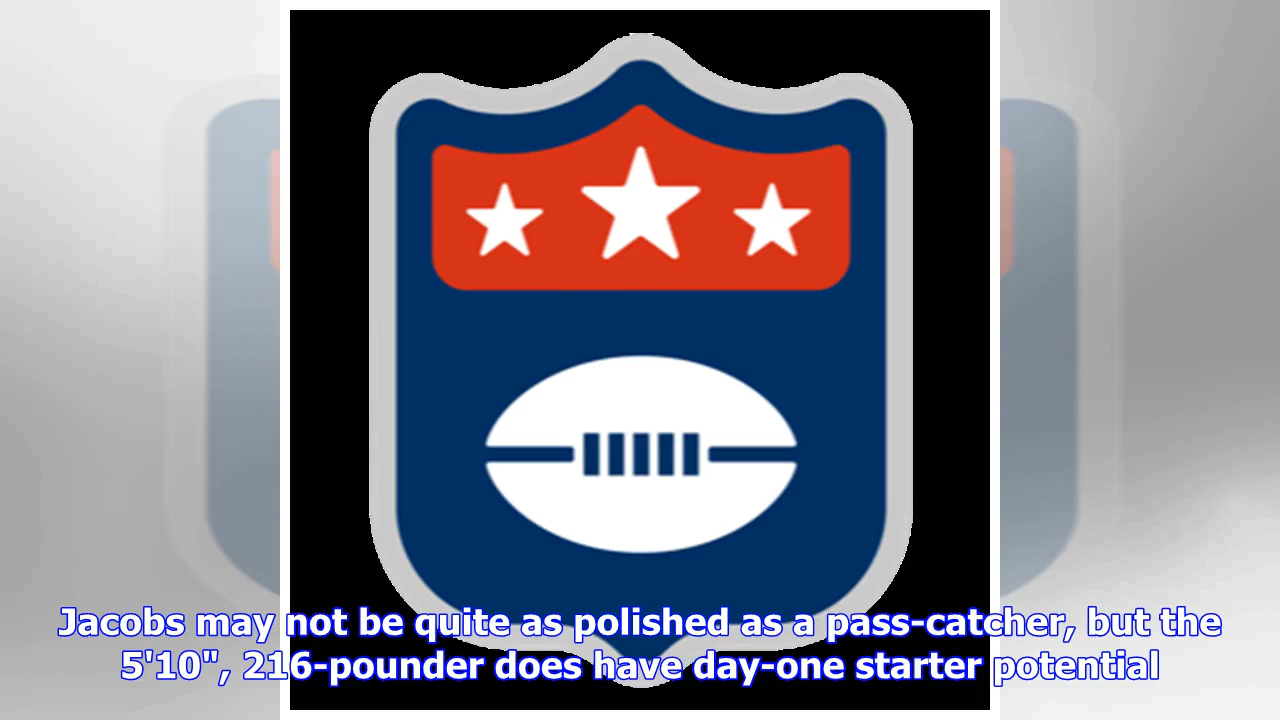 Jacobs may not be quite as polished as a pass-catcher, but the
5'10", 216-pounder does have day-one starter potential